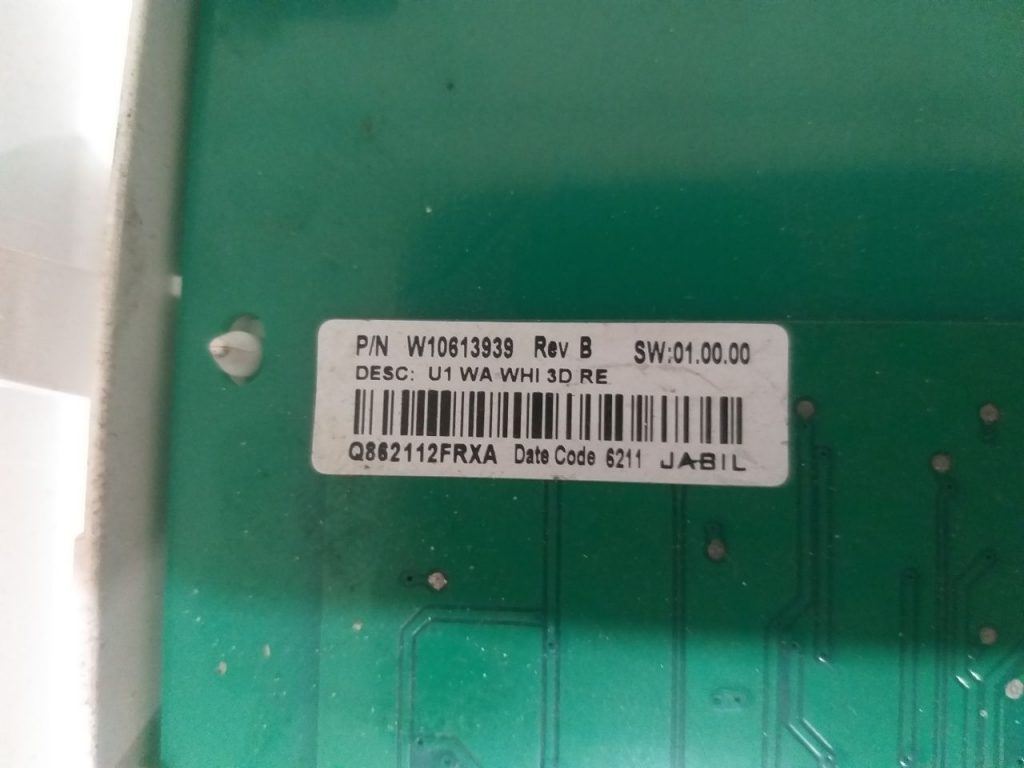 P/N W10613939 Rev B SW:01.00.00
DESC: U1 WA WHI 3D RE
Q862112FRXA Date Code 6211 JABIL